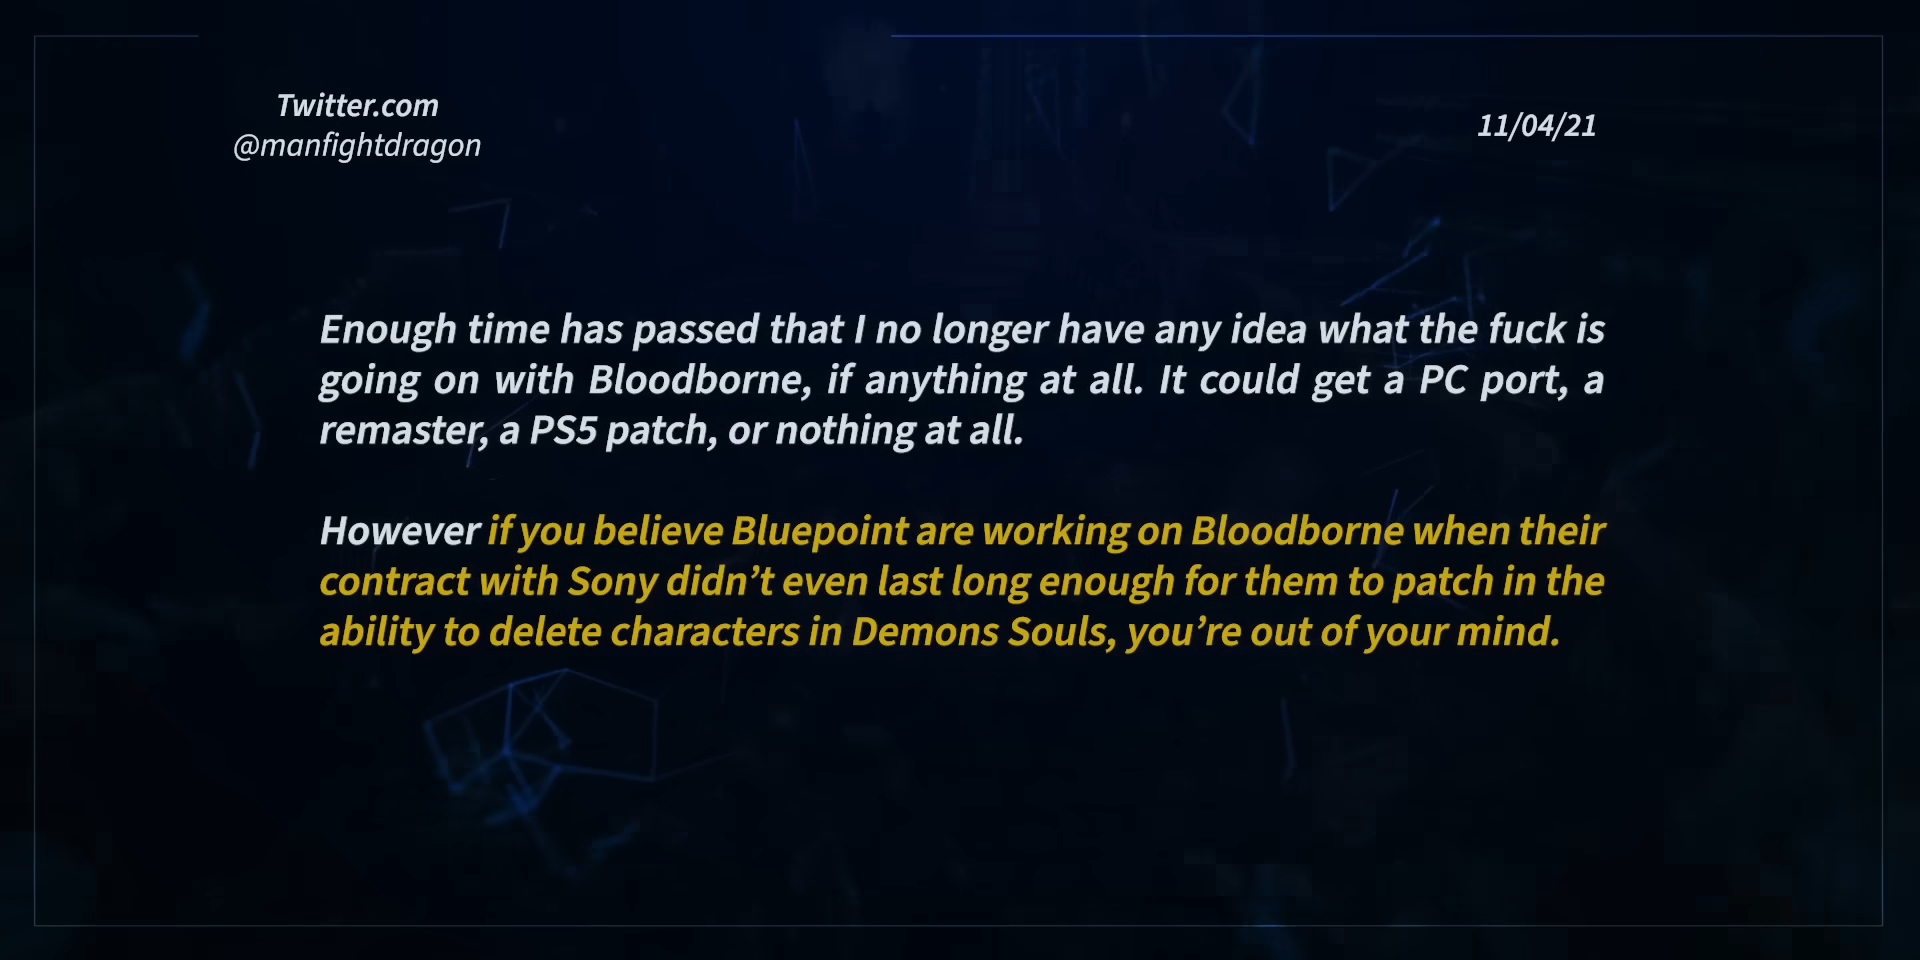 Twitter.com
@manfightdragon
11/04/21
Enough time has passed that I no longer have any idea what the fuck is
going on with Bloodborne, if anything at all. It could get a PC port, a
remaster, a PS5 patch, or nothing at all.
However if you believe Bluepoint are working on Bloodborne when their
contract with Sony didn’t even last long enough for them to patch in the
ability to delete characters in Demons Souls, you’re out of your mind.